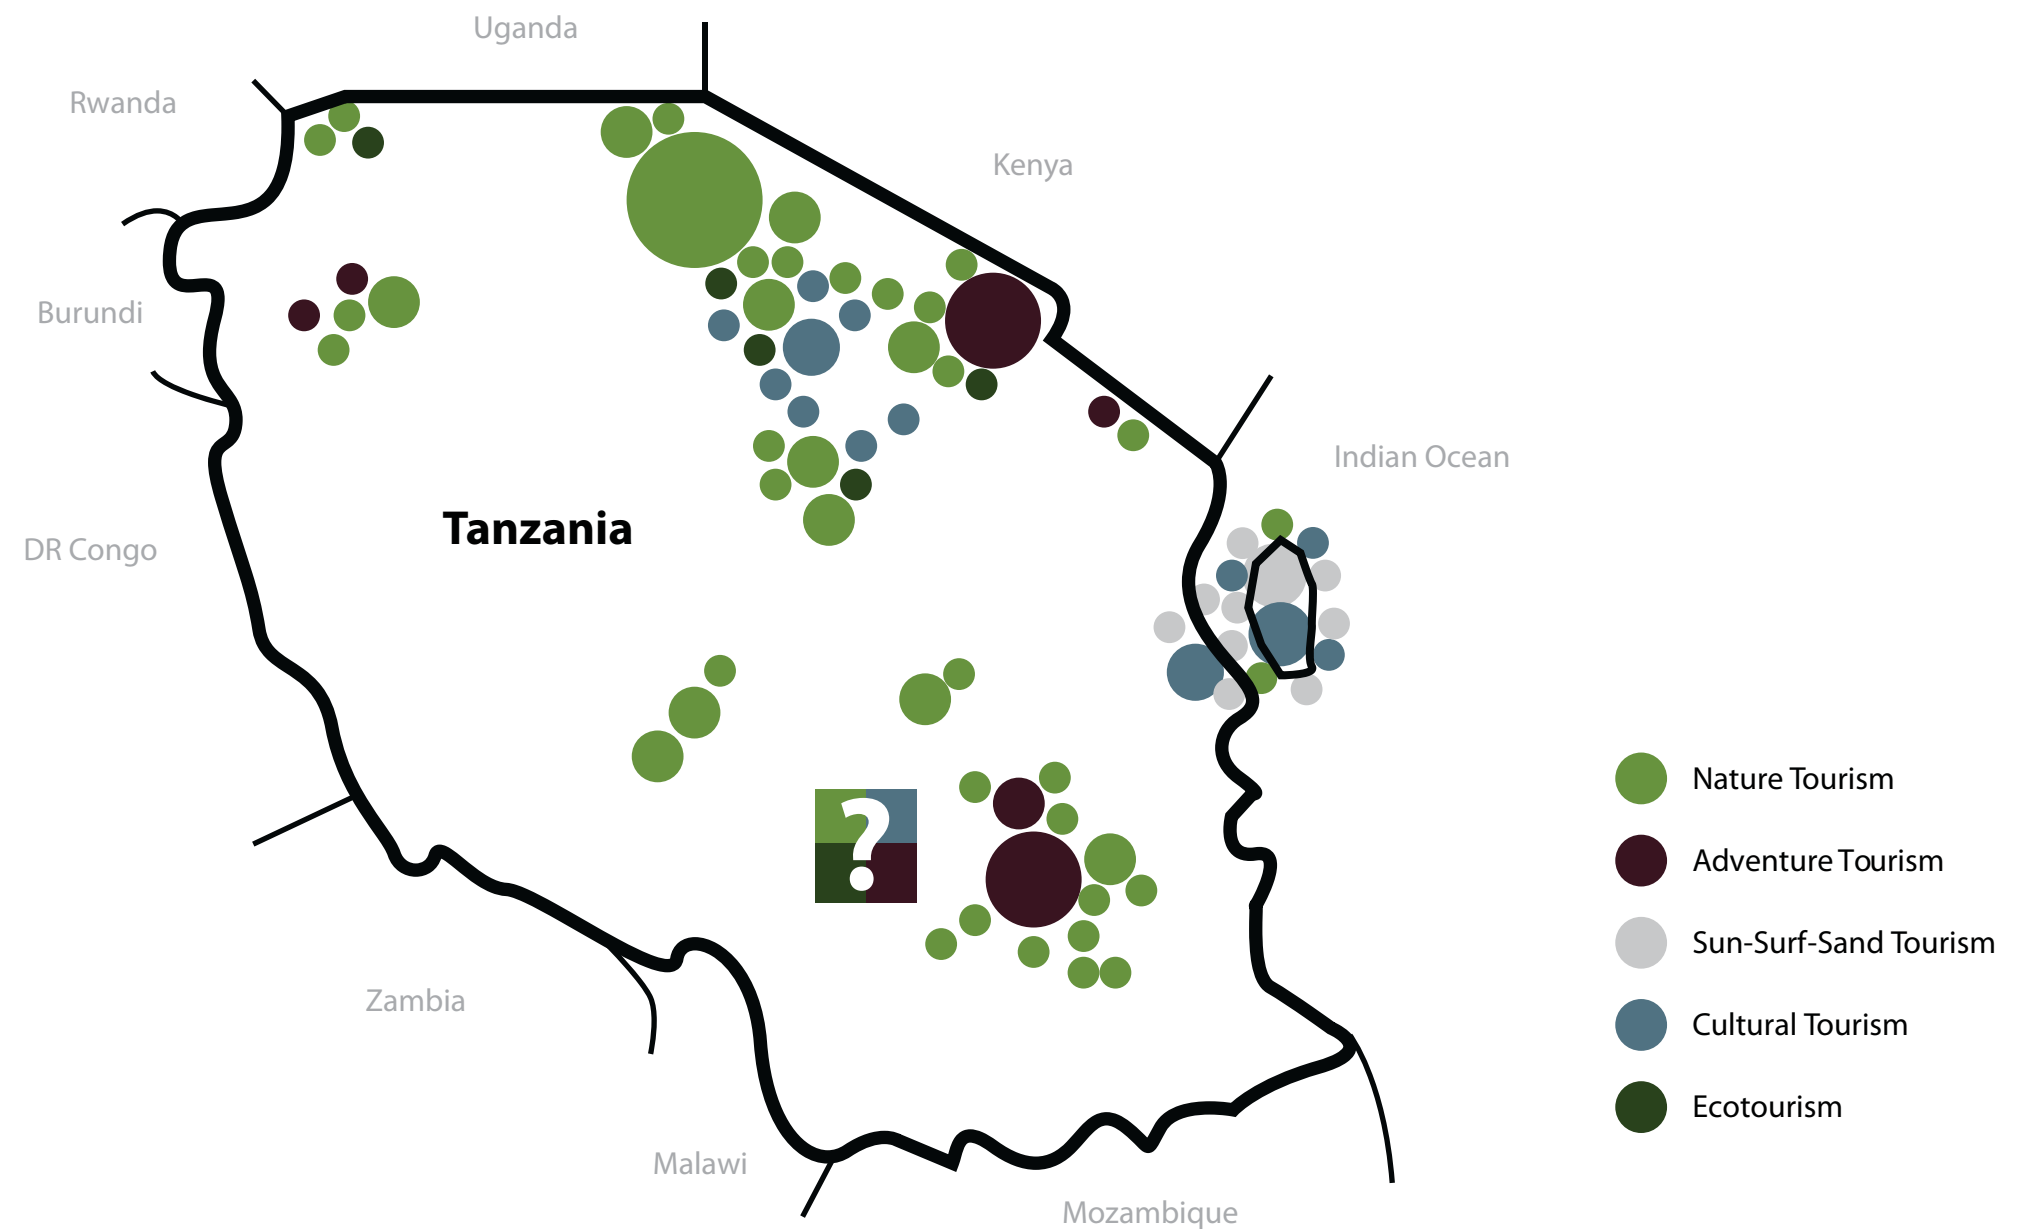 Uganda
Rwanda
Kenya
Burundi
Indian Ocean
Tanzania
DR Congo
?
Nature Tourism
Adventure Tourism
Sun-Surf-Sand Tourism
Zambia
Cultural Tourism
Ecotourism
Malawi
Mozambique